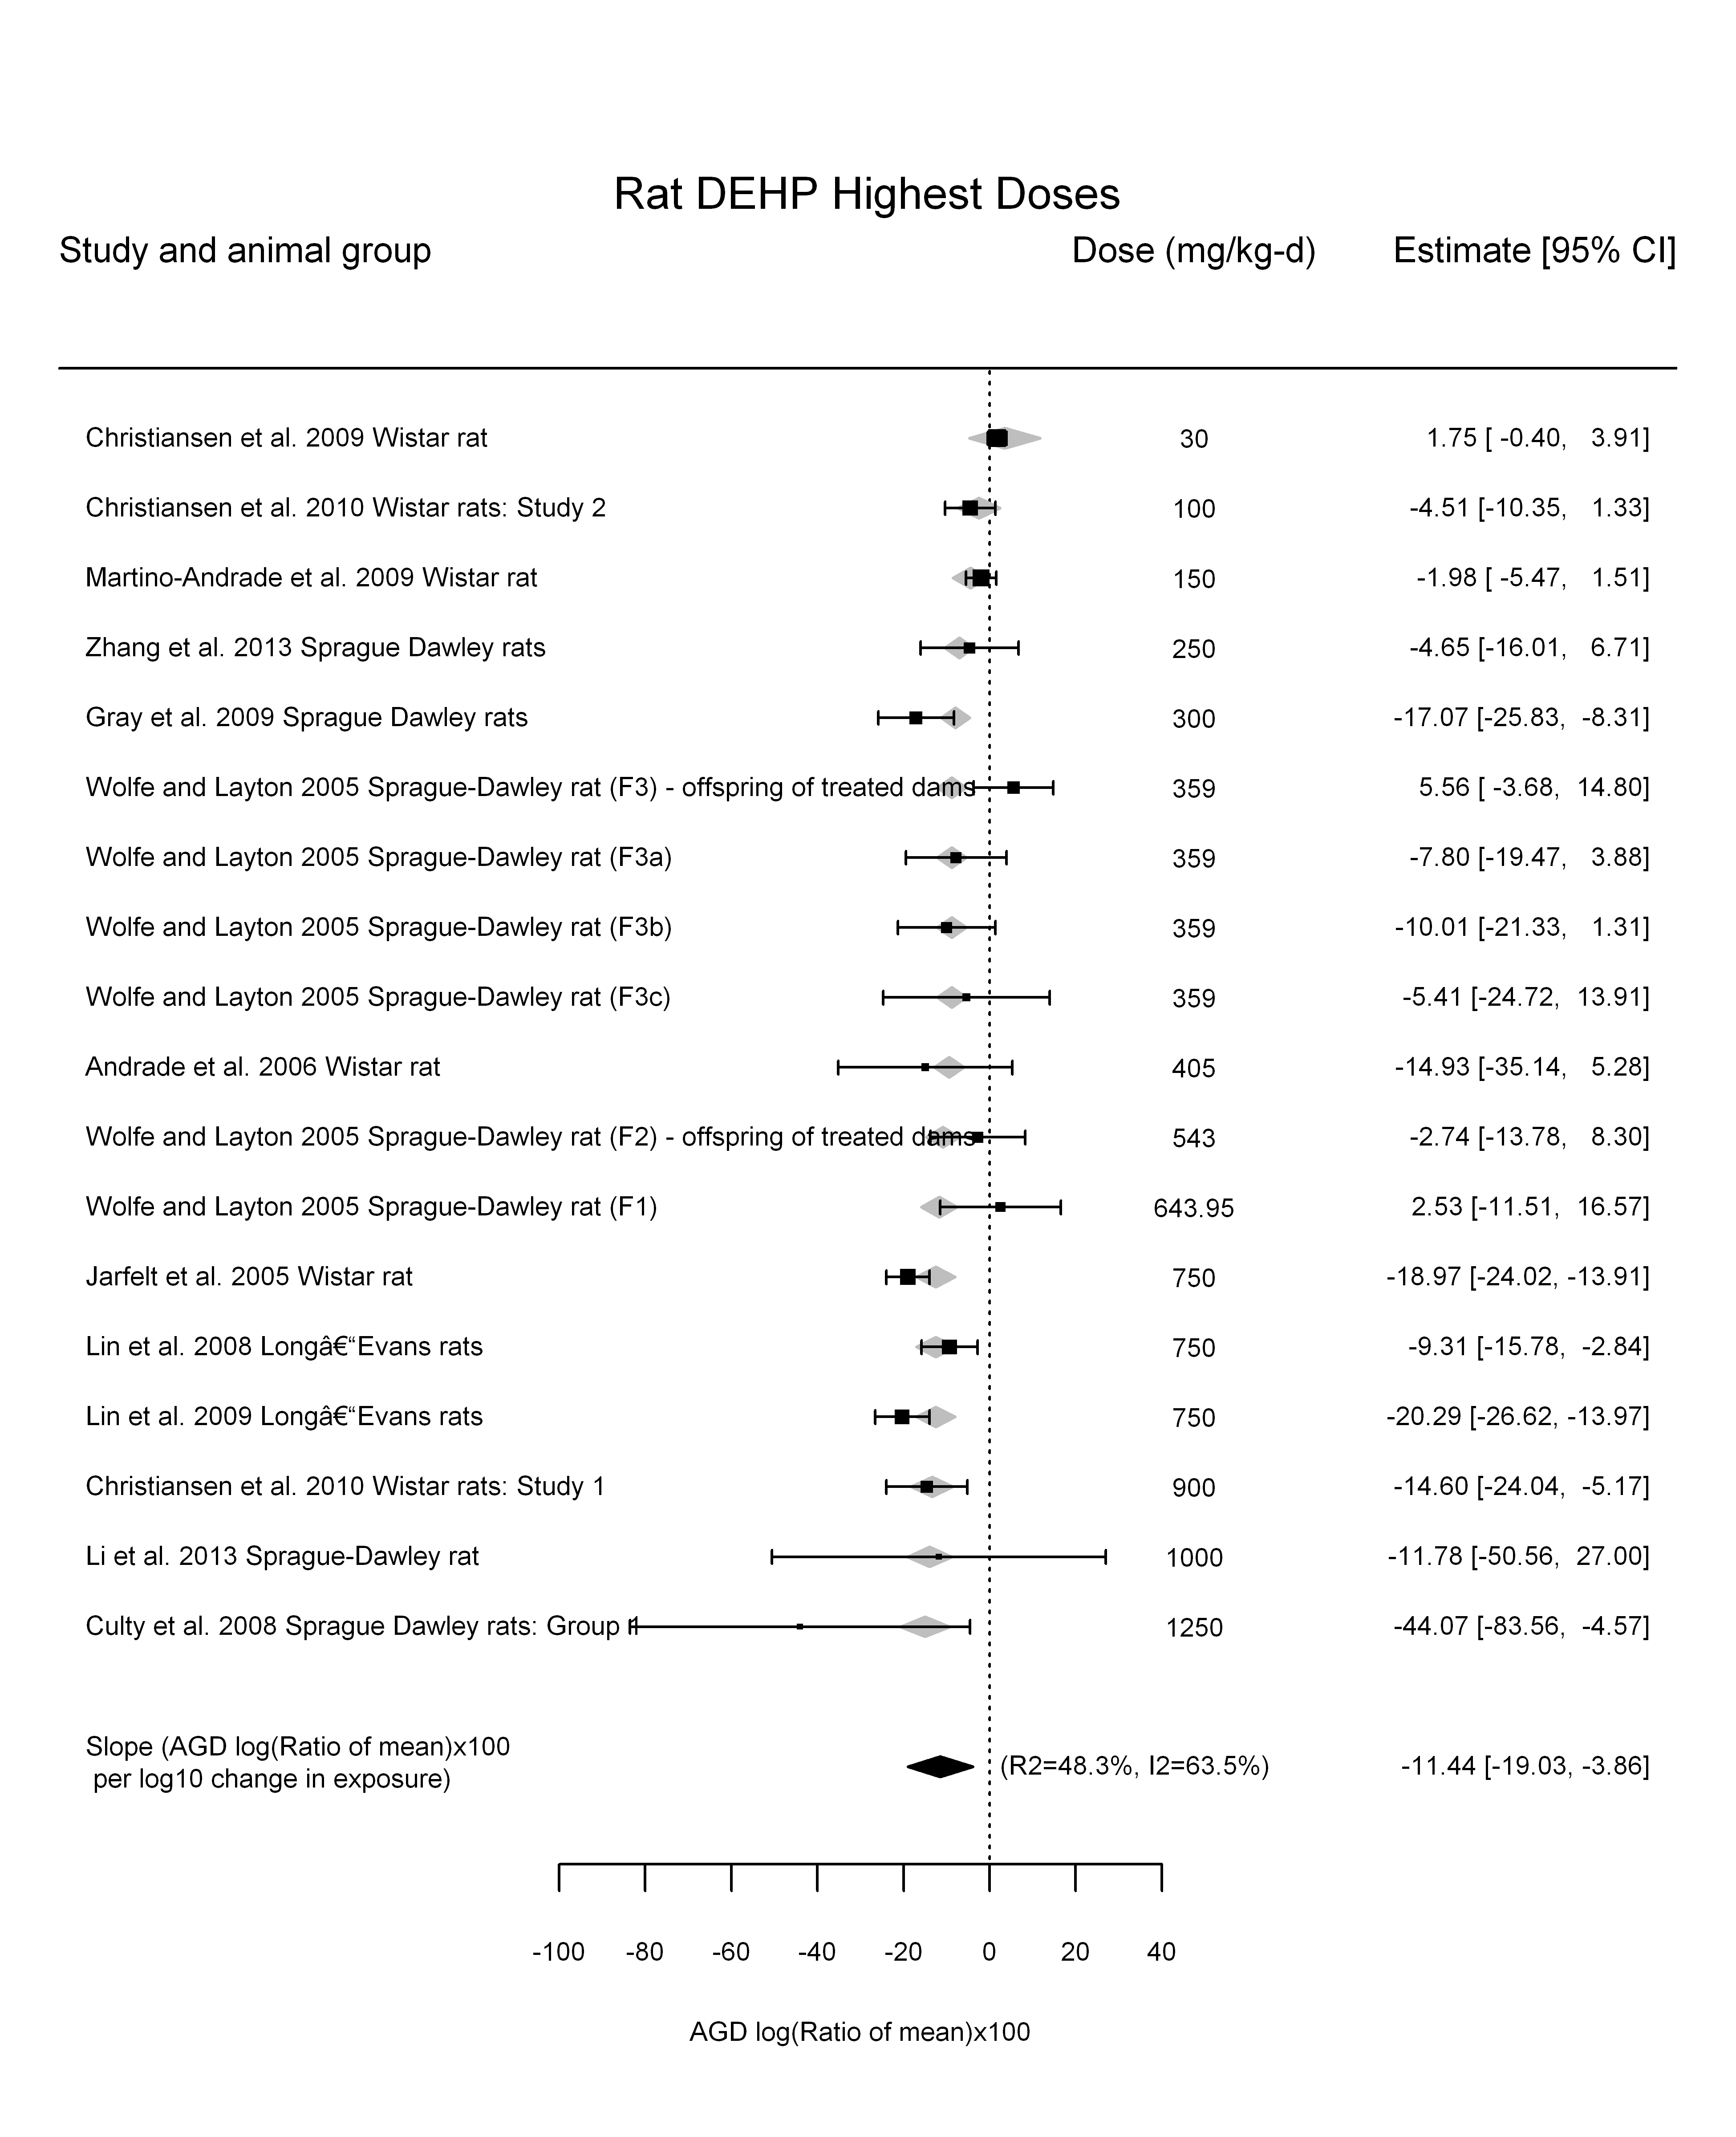 Rat DEHP Highest Doses
Study and animal group Dose (mg/kg-d) Estimate [95% CI]
Christiansen et al. 2009 Wistar rat 30 1.75 [ -0.40, 3.91]
Christiansen et al. 2010 Wistar rats: Study 2 100 -4.51 [-10.35, 1.33]
Martino-Andrade et al. 2009 Wistar rat 150 -1.98 [ -5.47, 1.51]
Zhang et al. 2013 Sprague Dawley rats 250 -4.65 [-16.01, 6.71]
Gray et al. 2009 Sprague Dawley rats 300 -17.07 [-25.83, -8.31]
Wolfe and Layton 2005 Sprague-Dawley rat (F3) - offspring of treated dams 359 5.56 [ -3.68, 14.80]
Wolfe and Layton 2005 Sprague-Dawley rat (F3a) 359 -7.80 [-19.47, 3.88]
Wolfe and Layton 2005 Sprague-Dawley rat (F3b) 359 -10.01 [-21.33, 1.31]
Wolfe and Layton 2005 Sprague-Dawley rat (F3c) 359 -5.41 [-24.72, 13.91]
Andrade et al. 2006 Wistar rat 405 -14.93 [-35.14, 5.28]
Wolfe and Layton 2005 Sprague-Dawley rat (F2) - offspring of treated dams 543 -2.74 [-13.78, 8.30]
Wolfe and Layton 2005 Sprague-Dawley rat (F1) 643.95 2.53 [-11.51, 16.57]
Jarfelt et al. 2005 Wistar rat 750 -18.97 [-24.02, -13.91]
Lin et al. 2008 Longâ€“Evans rats 750 -9.31 [-15.78, -2.84]
Lin et al. 2009 Longâ€“Evans rats 750 -20.29 [-26.62, -13.97]
Christiansen et al. 2010 Wistar rats: Study 1 900 -14.60 [-24.04, -5.17]
Li et al. 2013 Sprague-Dawley rat 1000 -11.78 [-50.56, 27.00]
Culty et al. 2008 Sprague Dawley rats: Group 1250 -44.07 [-83.56, -4.57]
Slope (AGD log(Ratio of mean)x100
per log10 change in exposure) (R2=48.3%, I2=63.5%) -11.44 [-19.03, -3.86]
-100 -80 -60 -40 -20 0 20 40
AGD log(Ratio of mean)x100